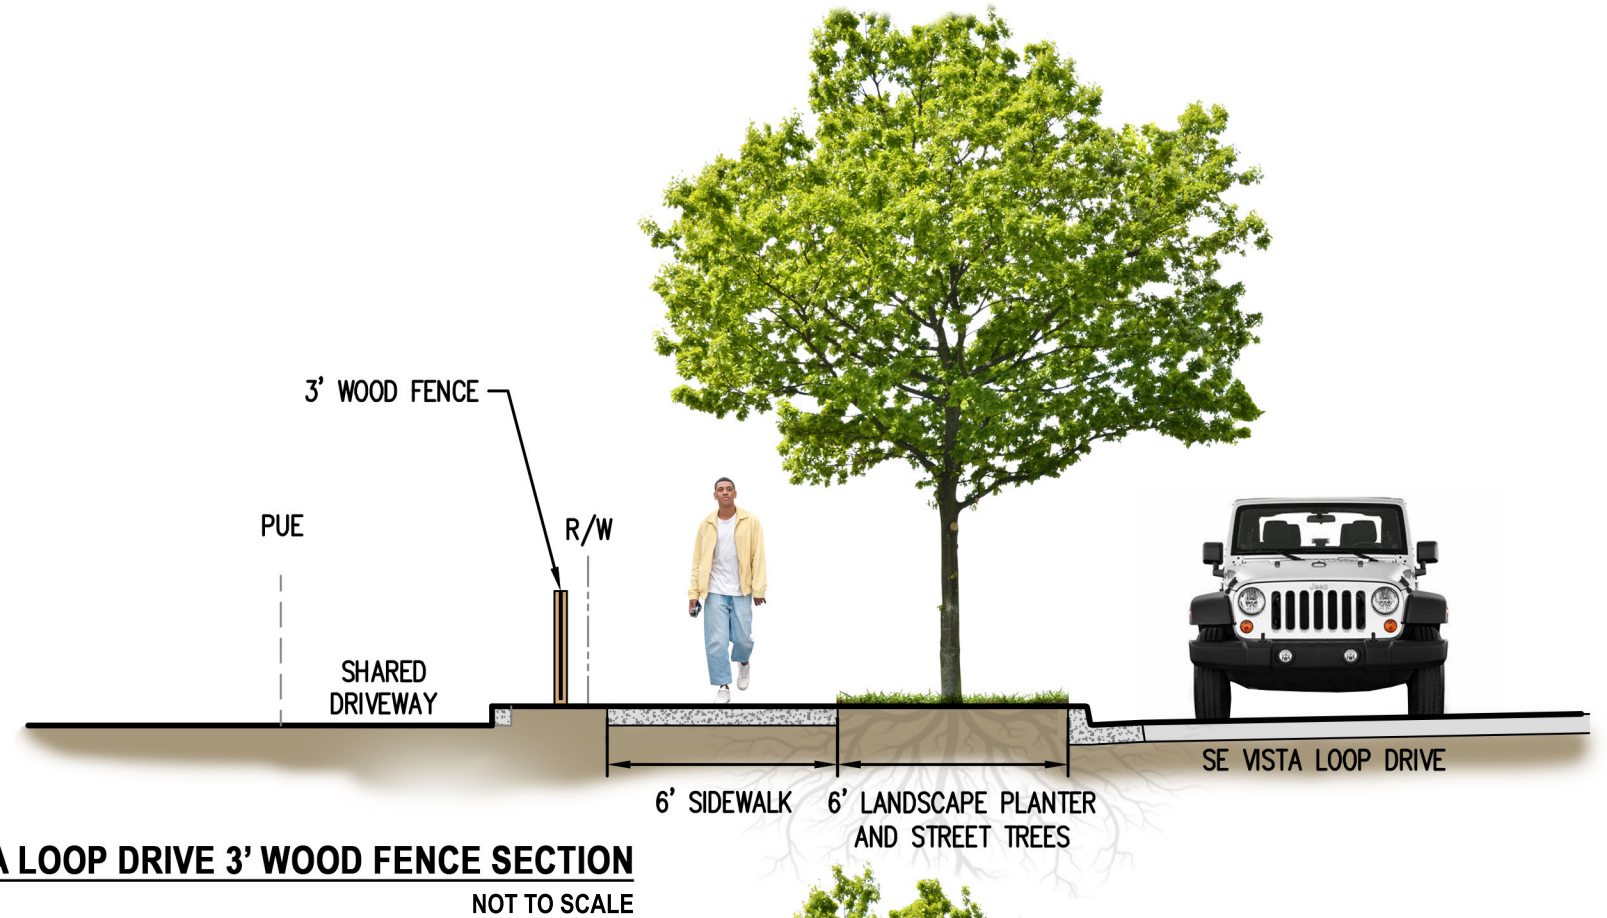 3' WOOD FENCE
PUE
R/W
SHARED
DRIVEWAY
Jeep
SE VISTA LOOP DRIVE
6' SIDEWALK
6' LANDSCAPE PLANTER
AND STREET TREES
A LOOP DRIVE 3' WOOD FENCE SECTION
NOT TO SCALE